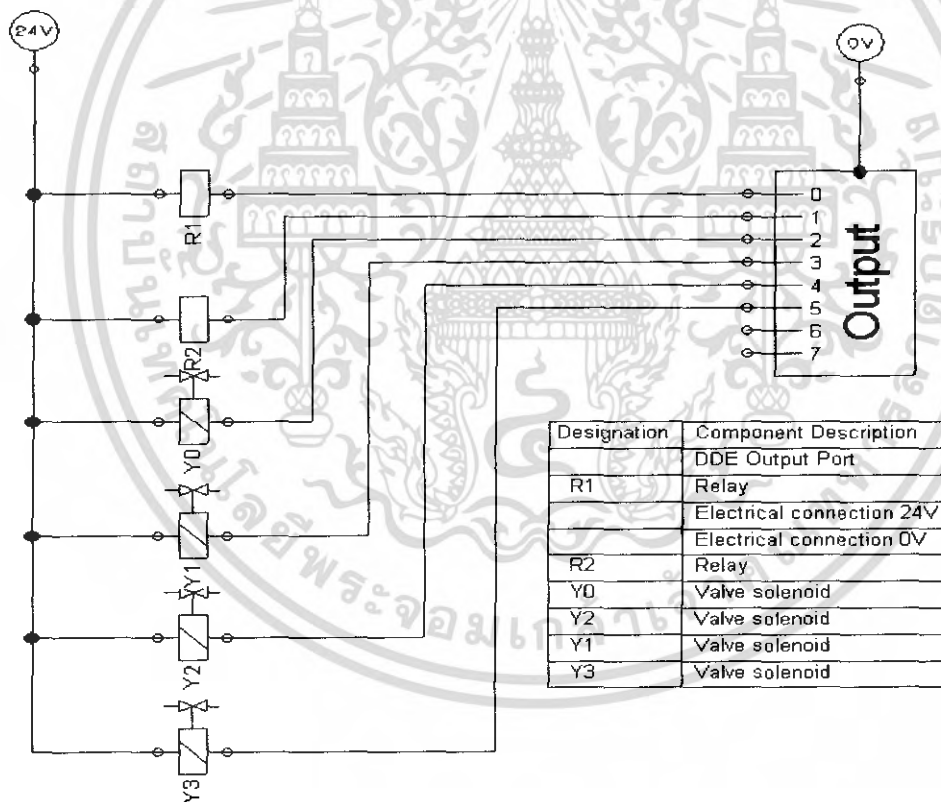 24V
0V
R1
R2
Y0
Y1
Y2
Y3
0
1
2
3
4
5
6
7
Output
Designation Component Description
DDE Output Port
R1 Relay
Electrical connection 24V
Electrical connection 0V
R2 Relay
Y0 Valve solenoid
Y2 Valve solenoid
Y1 Valve solenoid
Y3 Valve solenoid